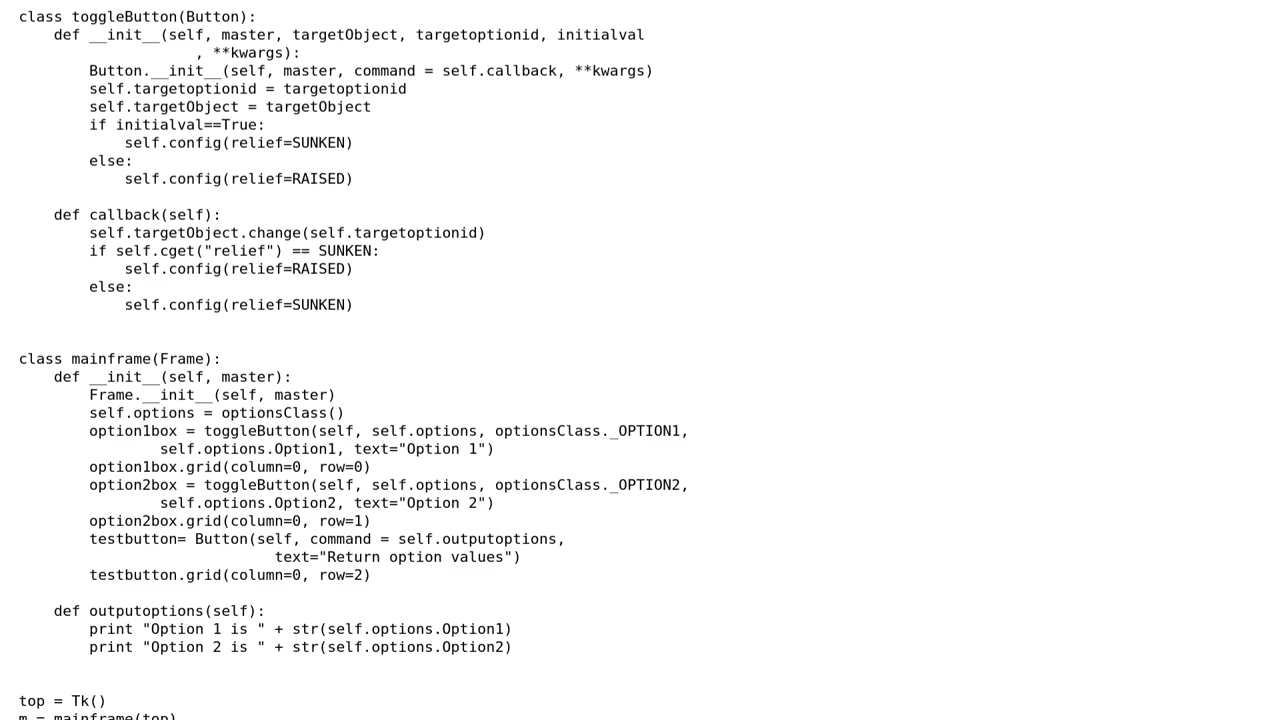 class toggleButton(Button):
    def __init__(self, master, targetObject, targetoptionid, initialval
                    , **kwargs):
        Button.__init__(self, master, command = self.callback, **kwargs)
        self.targetoptionid = targetoptionid
        self.targetObject = targetObject
        if initialval==True:
            self.config(relief=SUNKEN)
        else:
            self.config(relief=RAISED)

    def callback(self):
        self.targetObject.change(self.targetoptionid)
        if self.cget("relief") == SUNKEN:
            self.config(relief=RAISED)
        else:
            self.config(relief=SUNKEN)


class mainframe(Frame):
    def __init__(self, master):
        Frame.__init__(self, master)
        self.options = optionsClass()
        option1box = toggleButton(self, self.options, optionsClass._OPTION1,
                self.options.Option1, text="Option 1")
        option1box.grid(column=0, row=0)
        option2box = toggleButton(self, self.options, optionsClass._OPTION2,
                self.options.Option2, text="Option 2")
        option2box.grid(column=0, row=1)
        testbutton= Button(self, command = self.outputoptions,
                             text="Return option values")
        testbutton.grid(column=0, row=2)

    def outputoptions(self):
        print "Option 1 is " + str(self.options.Option1)
        print "Option 2 is " + str(self.options.Option2)


top = Tk()
m = mainframe(top)